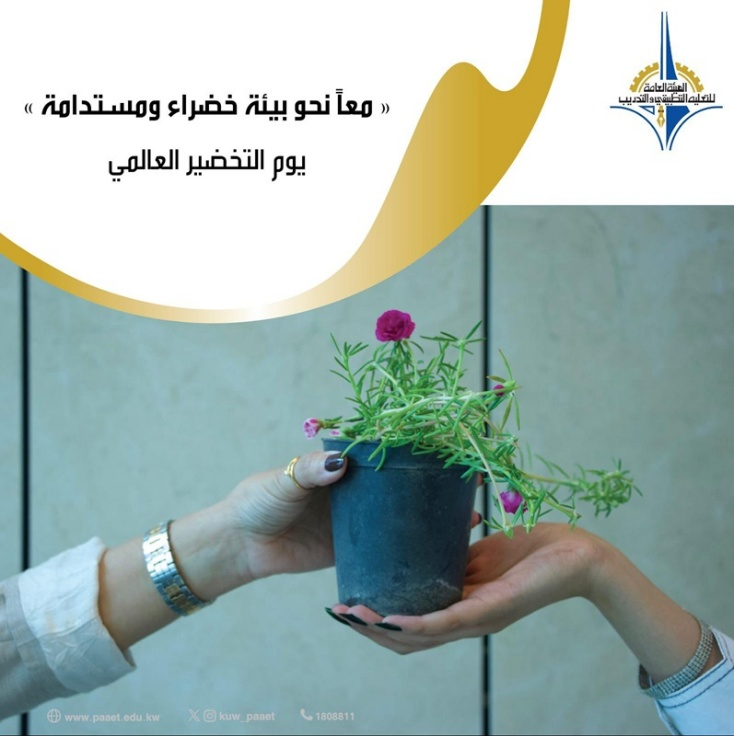 « معاً نحو بيئة خضراء ومستدامة »
يوم التخضير العالمي
الهيئة العامة
للتعليم التطبيقي والتدريب
www.paaet.edu.kw
kuw_paaet
1808811